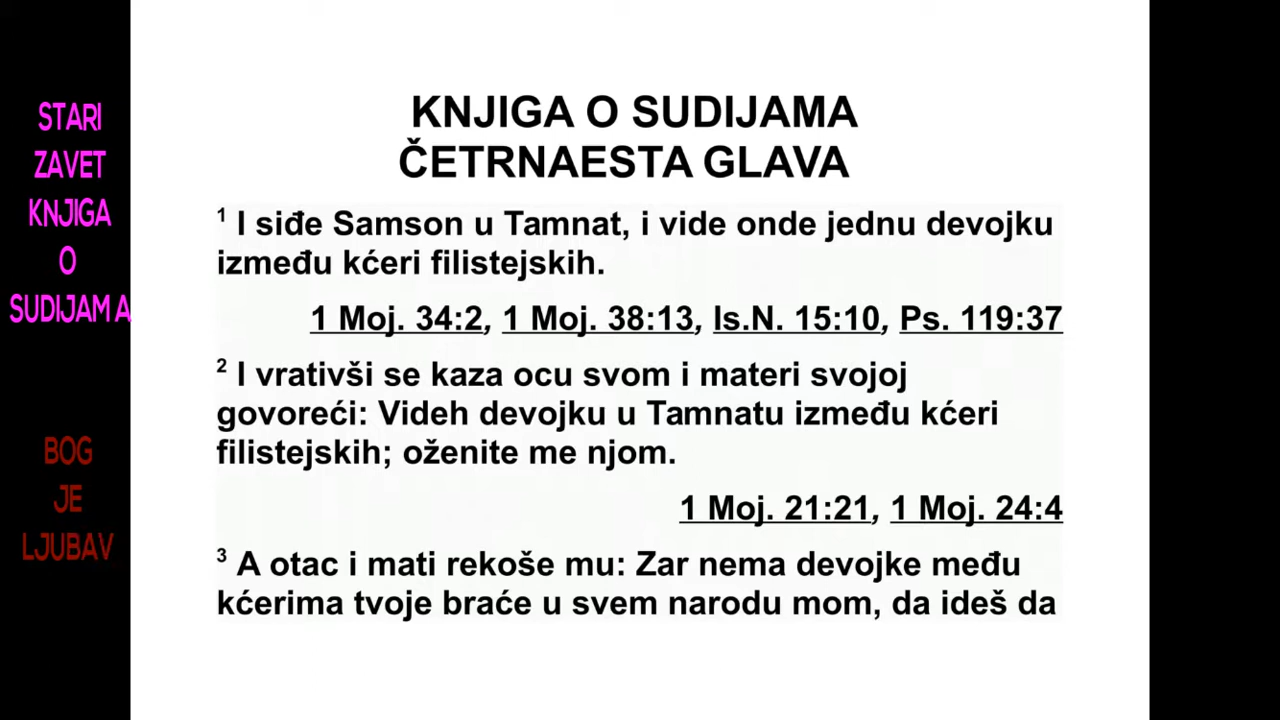 STARI
ZAVET
KNJIGA
O
SUDIJAMA
BOG
JE
LJUBAV
KNJIGA O SUDIJAMA
ČETRNAESTA GLAVA
1 I siđe Samson u Tamnat, i vide onde jednu devojku
između kćeri filistejskih.
1 Moj. 34:2, 1 Moj. 38:13, Is.N. 15:10, Ps. 119:37
2 I vrativši se kaza ocu svom i materi svojoj
govoreći: Videh devojku u Tamnatu između kćeri
filistejskih; oženite me njom.
1 Moj. 21:21, 1 Moj. 24:4
3 A otac i mati rekoše mu: Zar nema devojke među
kćerima tvoje braće u svem narodu mom, da ideš da